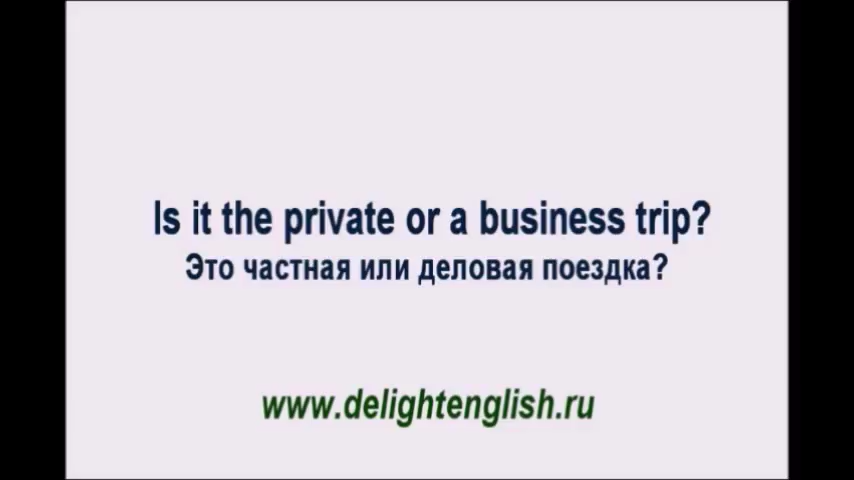 Is it the private or a business trip?
Это частная или деловая поездка?
www.delightenglish.ru